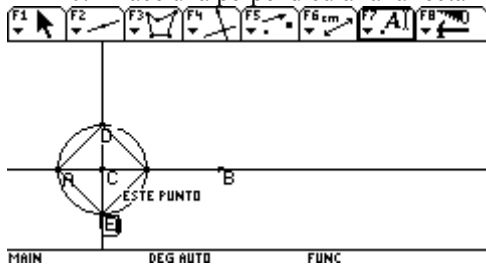 F1 F2 F3 F4 F5 F6 cm F7 A F8
D
A C B
ESTE PUNTO
E
MAIN DEG AUTO FUNC